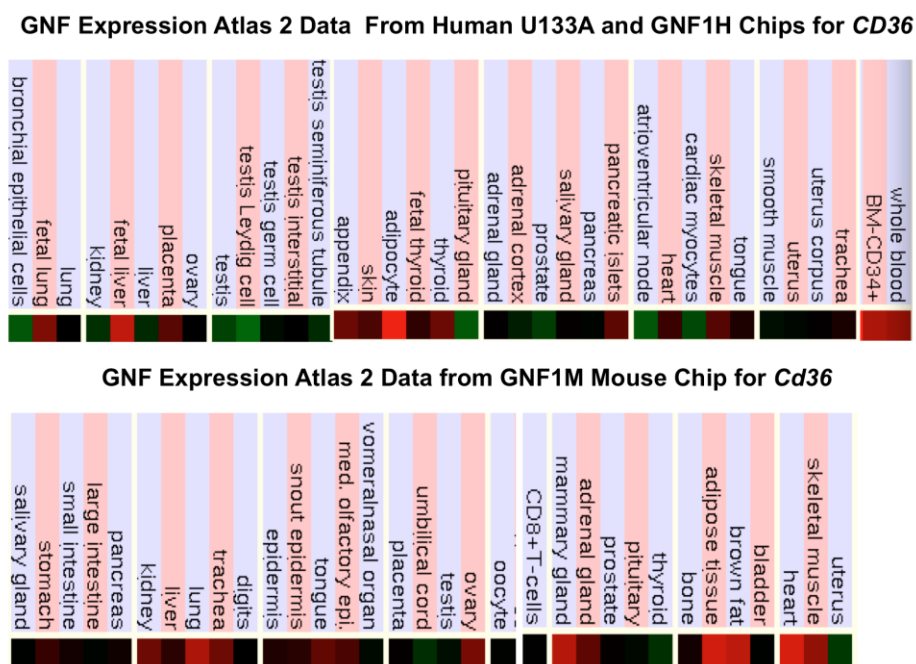 GNF Expression Atlas 2 Data From Human U133A and GNF1H Chips for CD36
bronchial epithelial cells
fetal lung
lung
kidney
fetal liver
liver
placenta
ovary
testis
testis Leydig cell
testis germ cell
testis interstitial
testis seminiferous tubule
appendix
skin
adipocyte
fetal thyroid
thyroid
pituitary gland
adrenal gland
adrenal cortex
prostate
salivary gland
pancreas
pancreatic islets
atrioventricular node
heart
cardiac myocytes
skeletal muscle
tongue
smooth muscle
uterus
uterus corpus
trachea
BM-CD34+
whole blood
GNF Expression Atlas 2 Data from GNF1M Mouse Chip for Cd36
salivary gland
stomach
small intestine
large intestine
pancreas
kidney
liver
lung
trachea
digits
epidermis
snout epidermis
tongue
med. olfactory epi.
vomeralnasal organ
placenta
umbilical cord
testis
ovary
oocyte
CD8+T-cells
mammary gland
adrenal gland
prostate
pituitary
thyroid
bone
adipose tissue
brown fat
bladder
heart
skeletal muscle
uterus